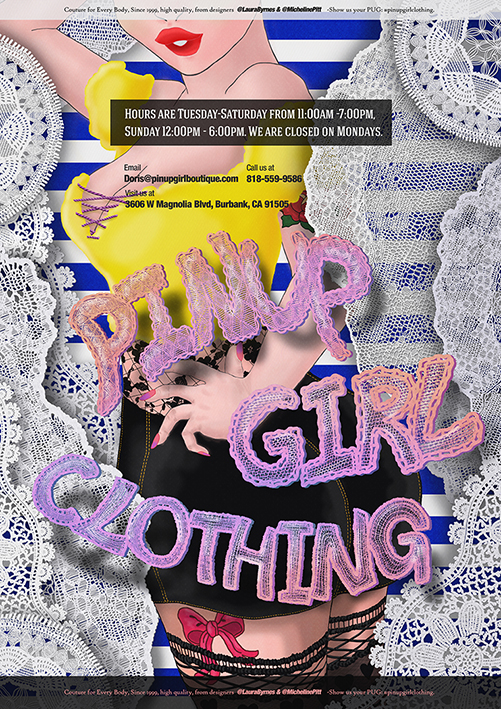 Couture for Every Body, Since 1999, high quality, from designers @LauraByrnes & @MichelinePitt -Show us your PUG: #pinupgirlclothing.
HOURS ARE TUESDAY-SATURDAY FROM 11:00AM -7:00PM,
SUNDAY 12:00PM - 6:00PM. WE ARE CLOSED ON MONDAYS.
Email
Doris@pinupgirlboutique.com
Call us at
818-559-9586
Visit us at
3606 W Magnolia Blvd, Burbank, CA 91505
PINUP
GIRL
CLOTHING
Couture for Every Body, Since 1999, high quality, from designers @LauraByrnes & @MichelinePitt -Show us your PUG: #pinupgirlclothing.